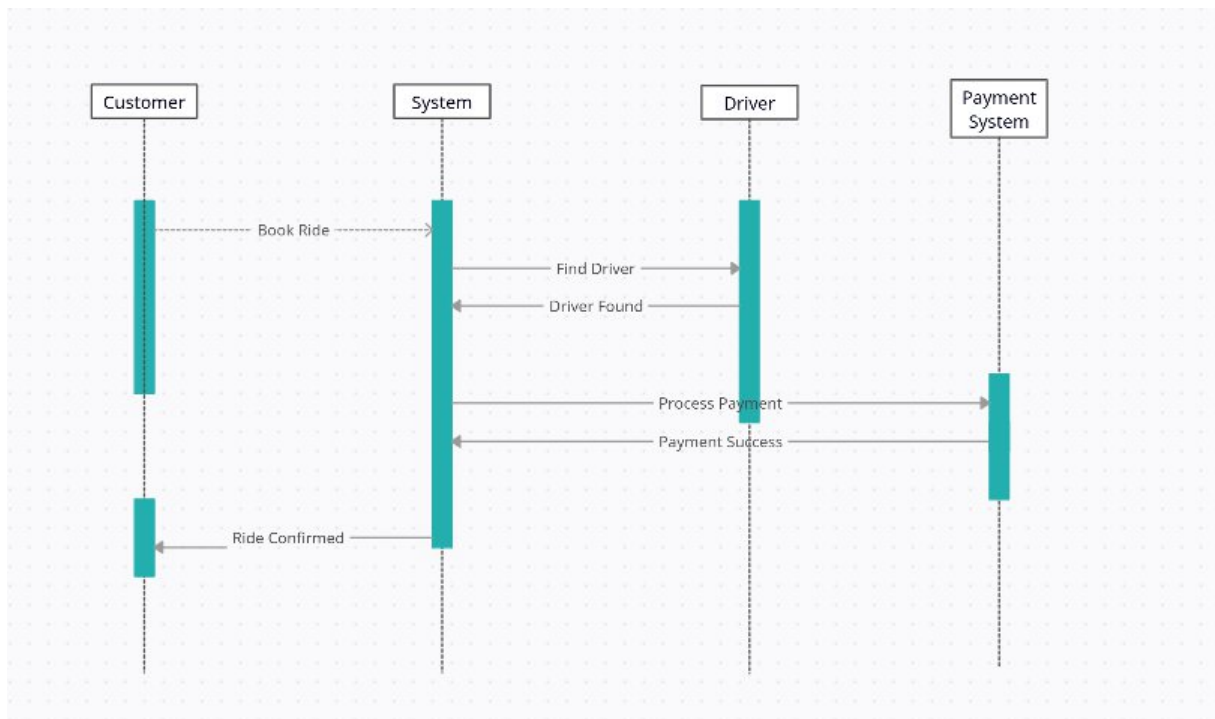 Customer
System
Driver
Payment
System
Book Ride
Find Driver
Driver Found
Process Payment
Payment Success
Ride Confirmed